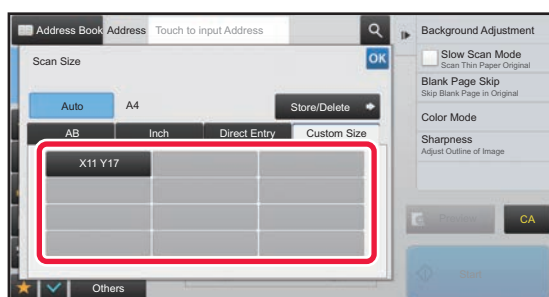 Address Book
Address
Touch to input Address
Scan Size
OK
Auto
A4
Store/Delete
AB
Inch
Direct Entry
Custom Size
X11 Y17
Others
Background Adjustment
Slow Scan Mode
Scan Thin Paper Original
Blank Page Skip
Skip Blank Page in Original
Color Mode
Sharpness
Adjust Outline of Image
Preview
CA
Start